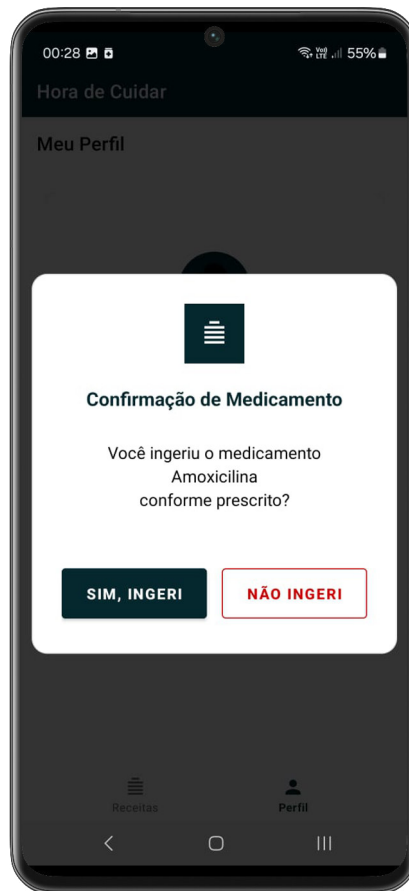 00:28 55%
Hora de Cuidar
Meu Perfil
Confirmação de Medicamento
Você ingeriu o medicamento
Amoxicilina
conforme prescrito?
SIM, INGERI NÃO INGERI
Receitas Perfil